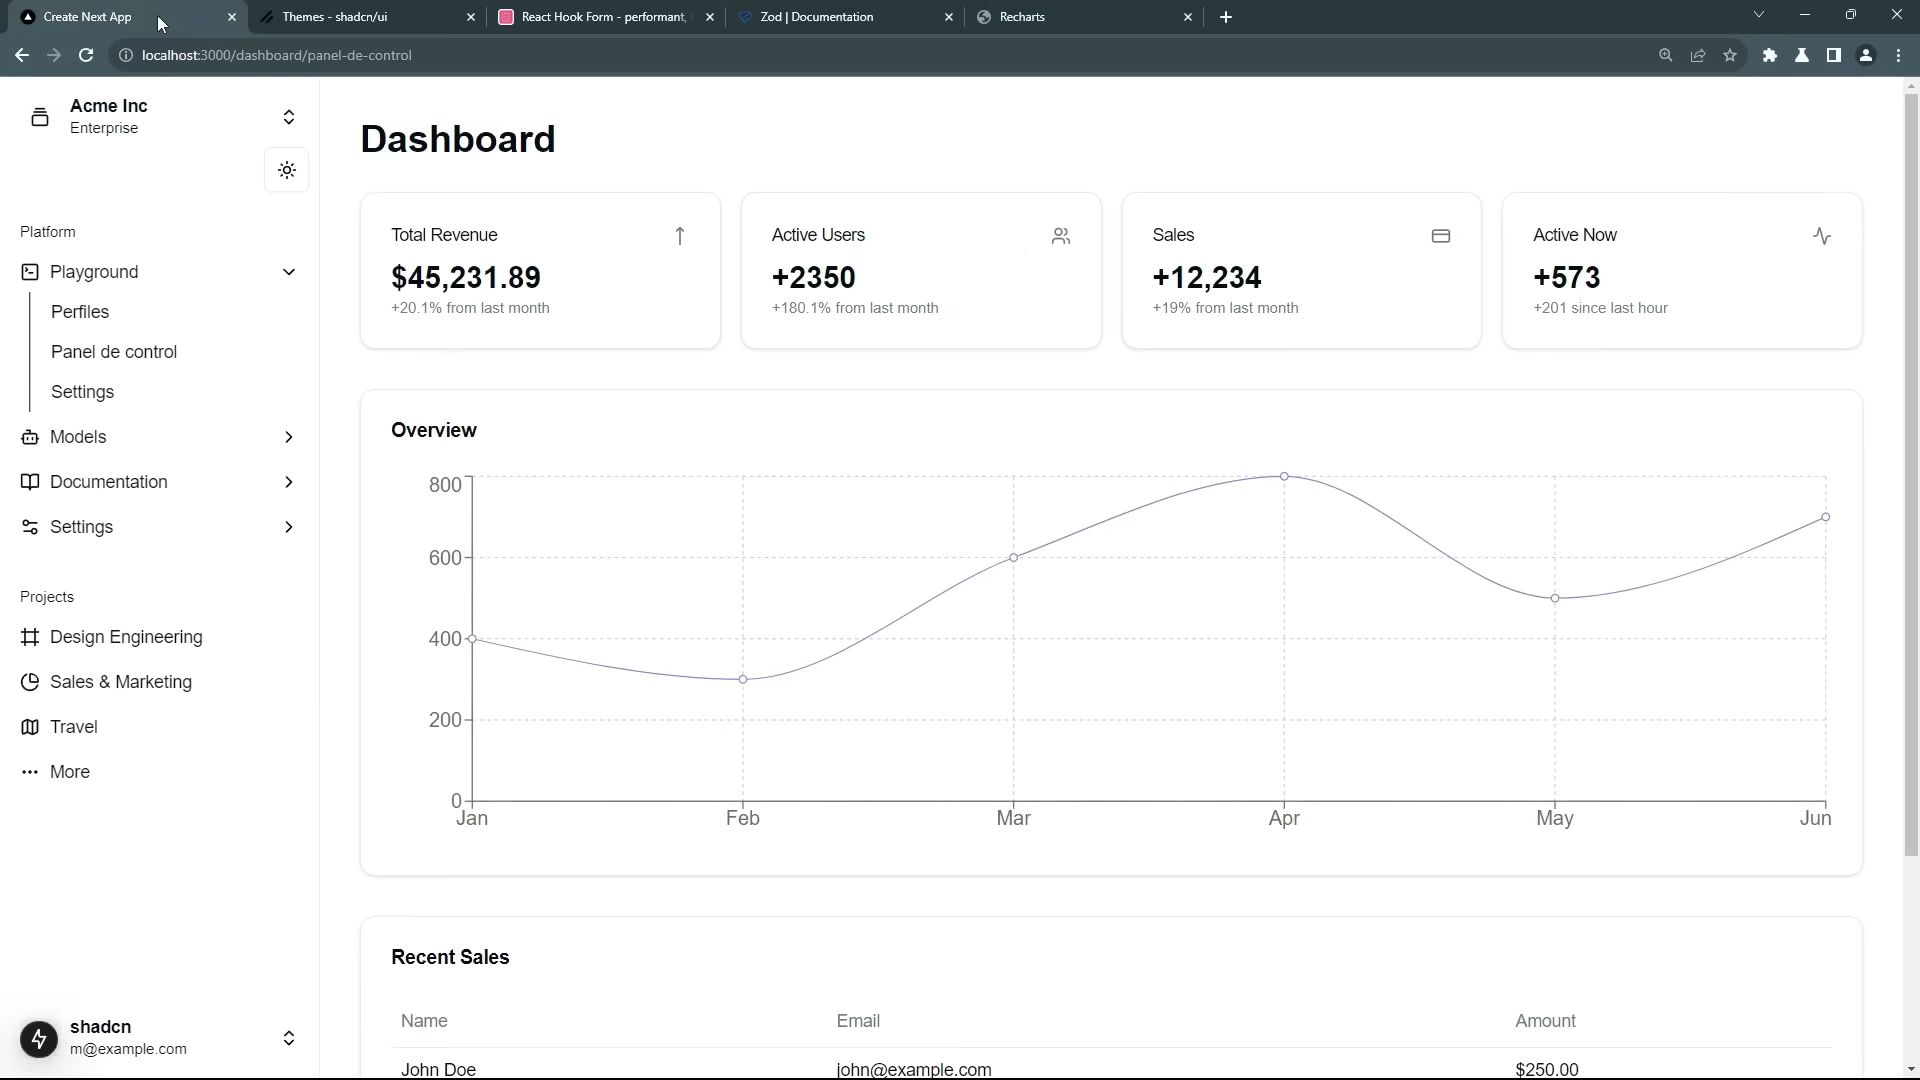 Create Next App
Themes - shadcn/ui
React Hook Form - performant,
Zod | Documentation
Recharts
localhost:3000/dashboard/panel-de-control
Acme Inc
Enterprise
Platform
Playground
Perfiles
Panel de control
Settings
Models
Documentation
Settings
Projects
Design Engineering
Sales & Marketing
Travel
More
shadcn
m@example.com
Dashboard
Total Revenue
$45,231.89
+20.1% from last month
Active Users
+2350
+180.1% from last month
Sales
+12,234
+19% from last month
Active Now
+573
+201 since last hour
Overview
800
600
400
200
0
Jan Feb Mar Apr May Jun
Recent Sales
Name Email Amount
John Doe john@example.com $250.00